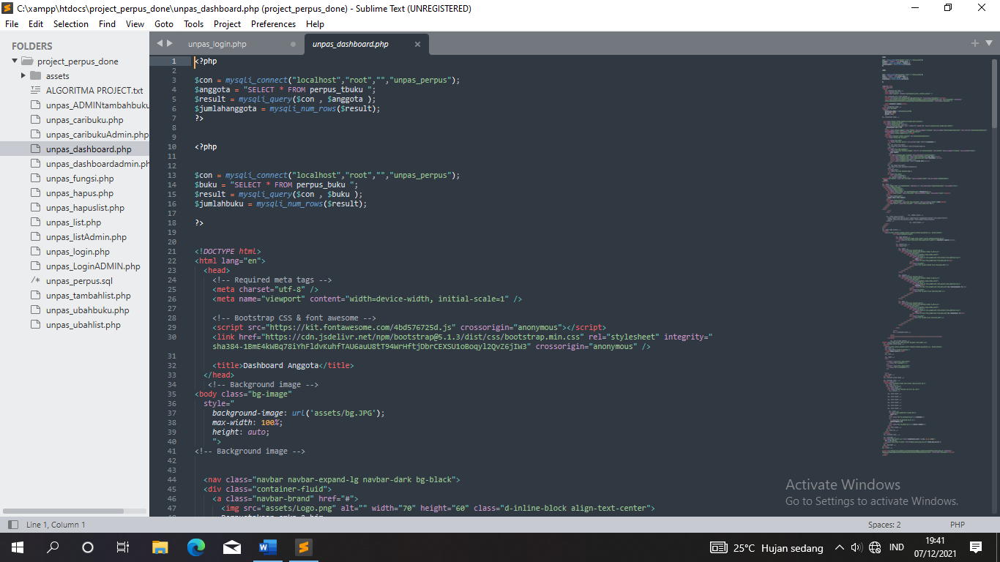 C:\xampp\htdocs\project_perpus_done\unpas_dashboard.php (project_perpus_done) - Sublime Text (UNREGISTERED)
File Edit Selection Find View Goto Tools Project Preferences Help
FOLDERS
project_perpus_done
assets
ALGORITMA PROJECT.txt
unpas_ADMINtambahbuku
unpas_caribuku.php
unpas_caribukuAdmin.php
unpas_dashboard.php
unpas_dashboardadmin.ph
unpas_fungsi.php
unpas_hapus.php
unpas_hapuslist.php
unpas_list.php
unpas_listAdmin.php
unpas_login.php
unpas_LoginADMIN.php
/* unpas_perpus.sql
unpas_tambahlist.php
unpas_ubahbuku.php
unpas_ubahlist.php
unpas_login.php unpas_dashboard.php
1 <?php
2
3 $con = mysqli_connect("localhost","root","","unpas_perpus");
4 $anggota = "SELECT * FROM perpus_tbuku ";
5 $result = mysqli_query($con , $anggota );
6 $jumlahanggota = mysqli_num_rows($result);
7 ?>
8
9
10 <?php
11
12
13 $con = mysqli_connect("localhost","root","","unpas_perpus");
14 $buku = "SELECT * FROM perpus_buku ";
15 $result = mysqli_query($con , $buku );
16 $jumlahbuku = mysqli_num_rows($result);
17
18 ?>
19
20
21 <!DOCTYPE html>
22 <html lang="en">
23 <head>
24 <!-- Required meta tags -->
25 <meta charset="utf-8" />
26 <meta name="viewport" content="width=device-width, initial-scale=1" />
27
28 <!-- Bootstrap CSS & font awesome -->
29 <script src="https://kit.fontawesome.com/4bd576725d.js" crossorigin="anonymous"></script>
30 <link href="https://cdn.jsdelivr.net/npm/bootstrap@5.1.3/dist/css/bootstrap.min.css" rel="stylesheet" integrity="
sha384-1BmE4kWBq78iYhFldvKuhfTAU6auU8tT94WrHftjDbrCEXSU1oBoqyl2QvZ6jIW3" crossorigin="anonymous" />
31
32 <title>Dashboard Anggota</title>
33 </head>
34 <!-- Background image -->
35 <body class="bg-image"
36 style="
37 background-image: url('assets/bg.JPG');
38 max-width: 100%;
39 height: auto;
40 ">
41 <!-- Background image -->
42
43
44 <nav class="navbar navbar-expand-lg navbar-dark bg-black">
45 <div class="container-fluid">
46 <a class="navbar-brand" href="#">
47 <img src="assets/Logo.png" alt="" width="70" height="60" class="d-inline-block align-text-center">
Activate Windows
Go to Settings to activate Windows.
Line 1, Column 1 Spaces: 2 PHP
25°C Hujan sedang IND 19:41
07/12/2021